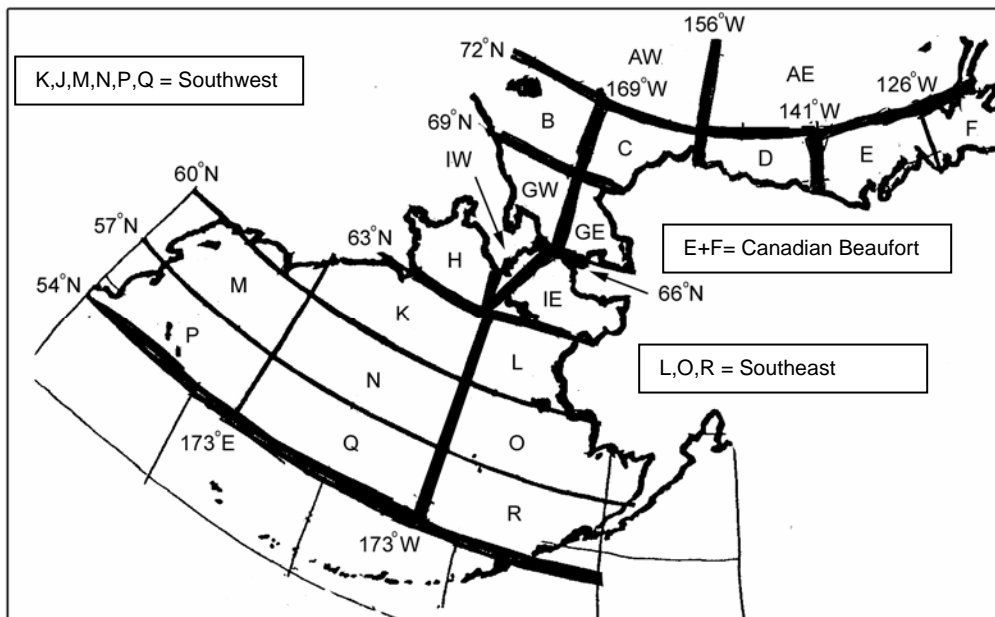 156°W
72°N
AW
K,J,M,N,P,Q = Southwest
AE
169°W
126°W
B
141°W
69°N
C
D
E
F
IW
GW
60°N
57°N
63°N
GE
E+F= Canadian Beaufort
H
54°N
M
66°N
IE
K
P
L
L,O,R = Southeast
N
173°E
Q
O
R
173°W